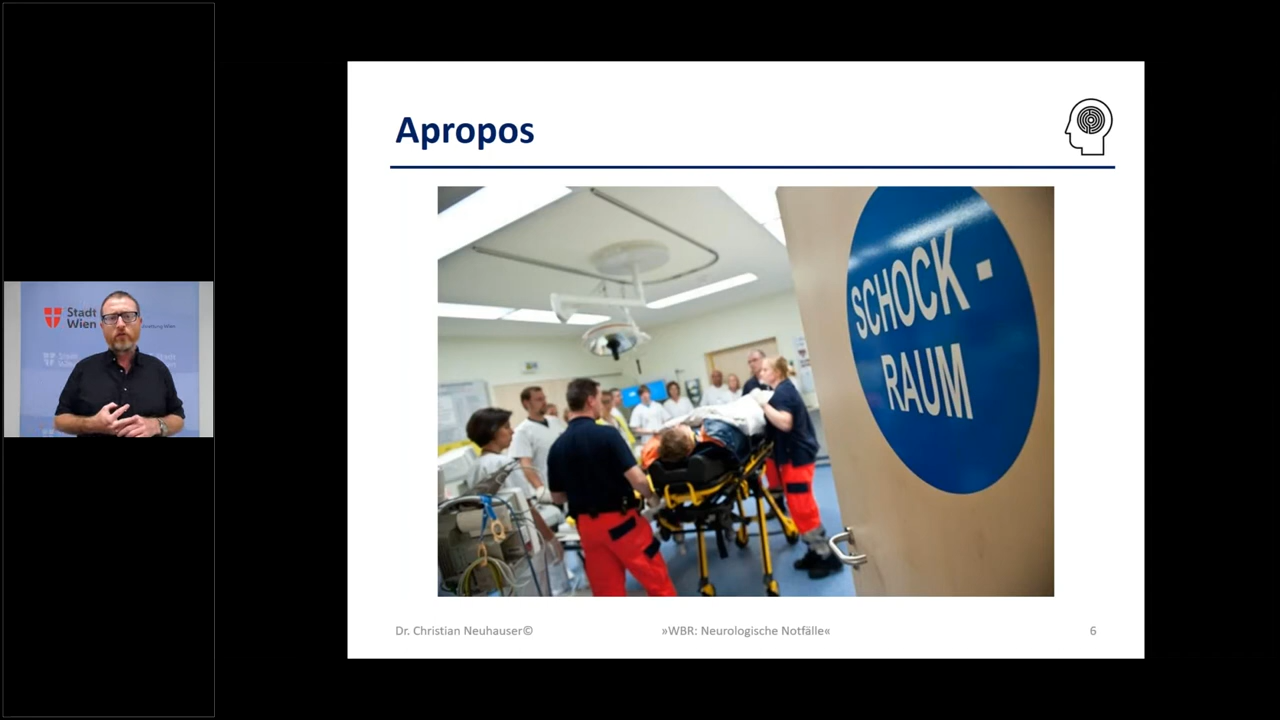 Apropos
SCHOCK-
RAUM
Dr. Christian Neuhauser©
»WBR: Neurologische Notfälle«
6
Stadt
Wien